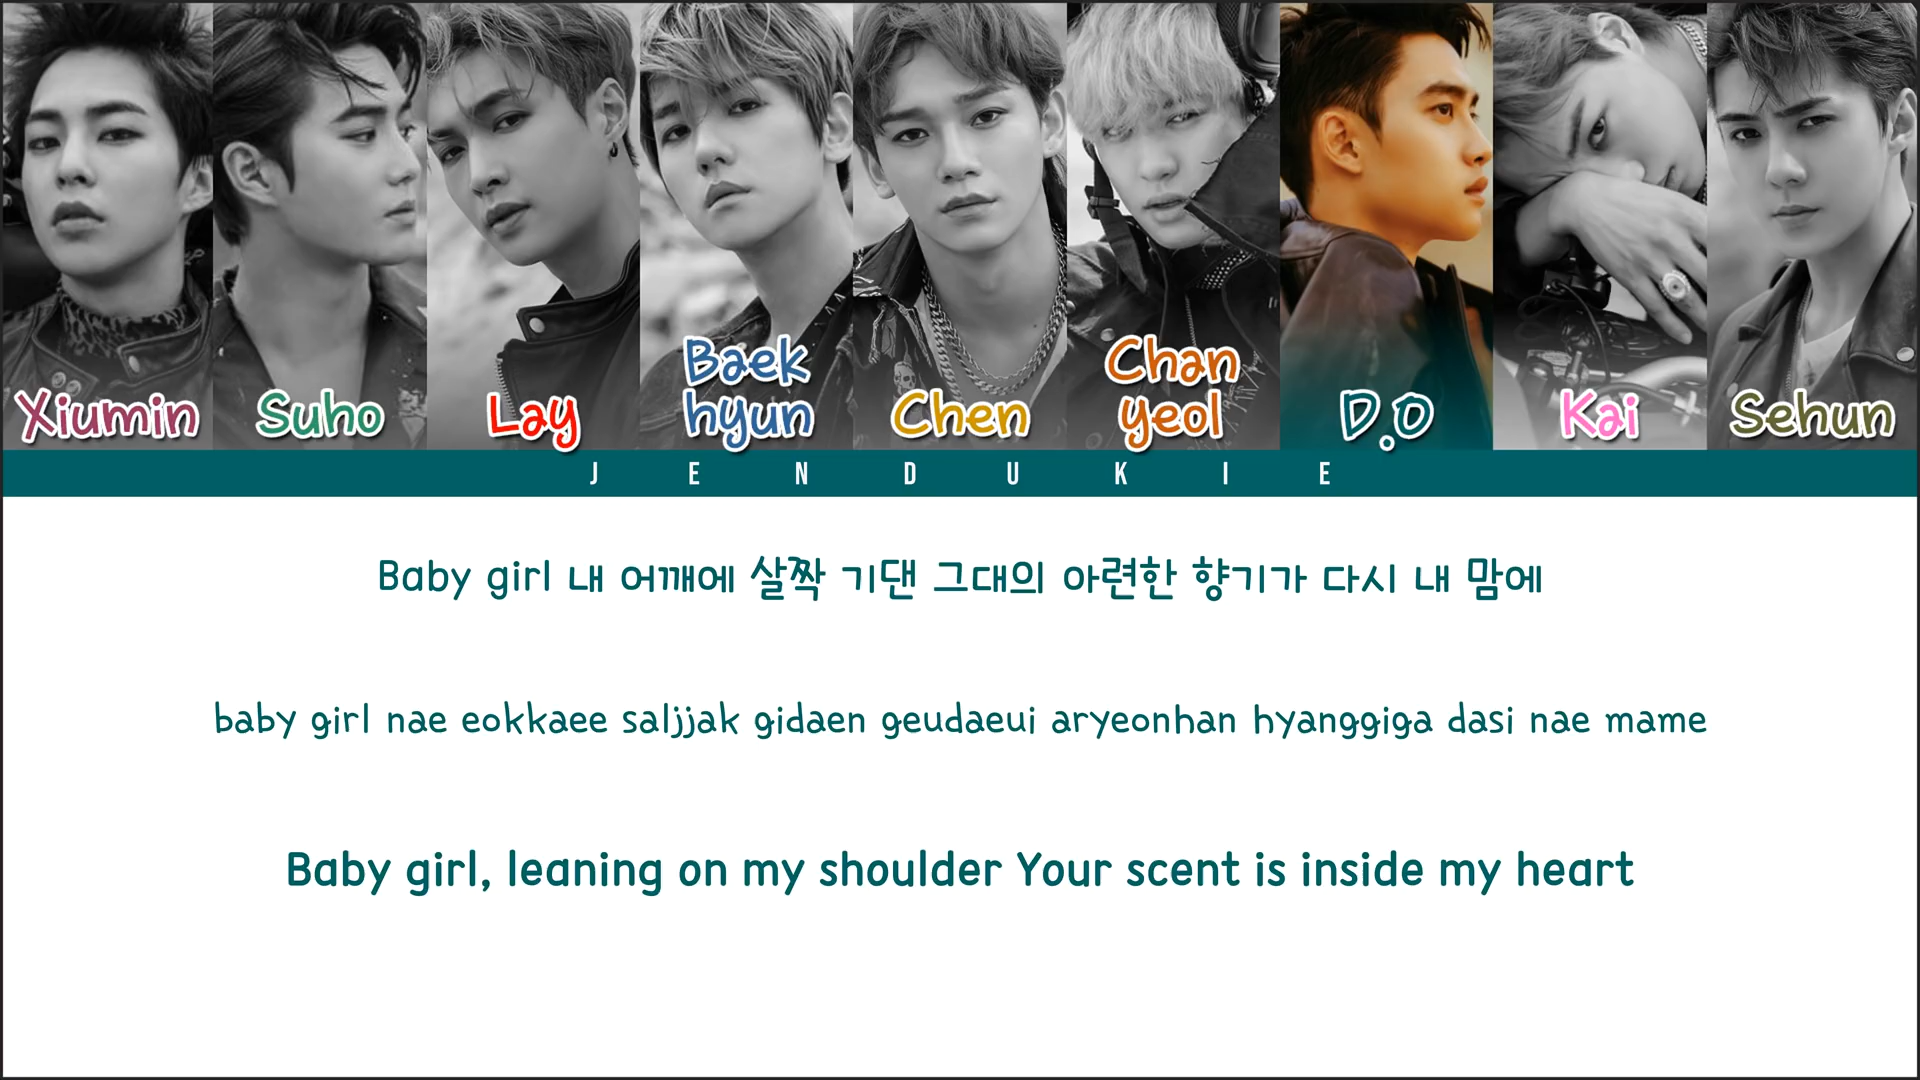 Xiumin
Suho
Lay
Baek
hyun
Chen
Chan
yeol
D.O
Kai
Sehun
J E N D U K I E
Baby girl 내 어깨에 살짝 기댄 그대의 아련한 향기가 다시 내 맘에
baby girl nae eokkaee saljjak gidaen geudaeui aryeonhan hyanggiga dasi nae mame
Baby girl, leaning on my shoulder Your scent is inside my heart